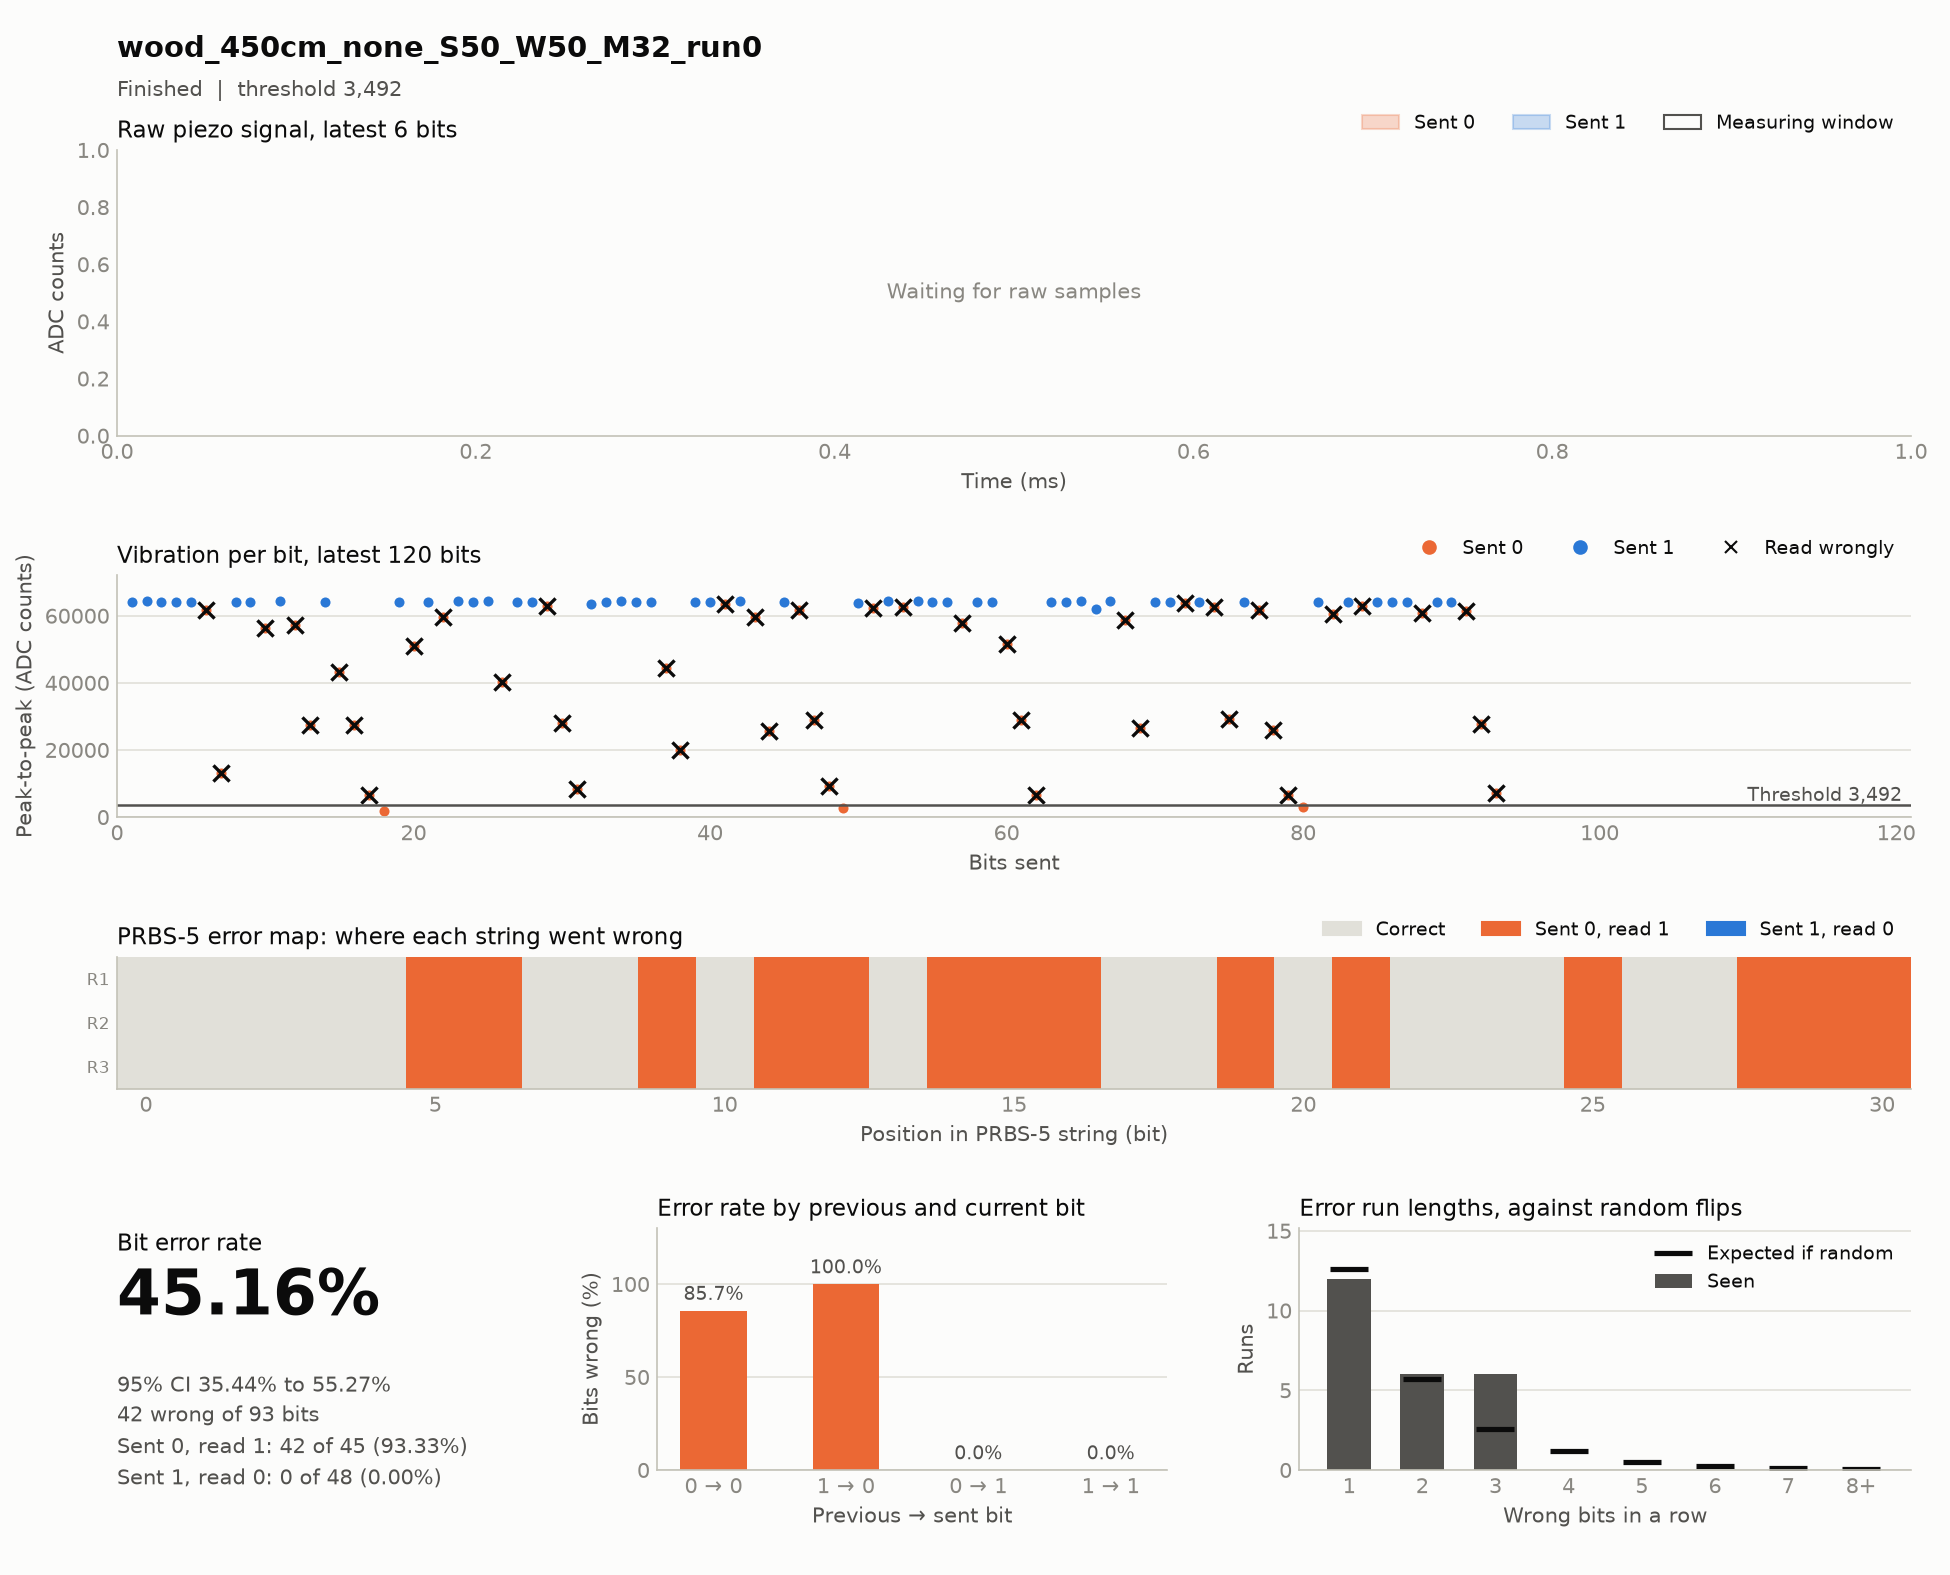 wood_450cm_none_S50_W50_M32_run0
Finished | threshold 3,492
Raw piezo signal, latest 6 bits
Sent 0
Sent 1
Measuring window
ADC counts
1.0
0.8
0.6
0.4
0.2
0.0
Waiting for raw samples
0.0 0.2 0.4 0.6 0.8 1.0
Time (ms)
Vibration per bit, latest 120 bits
Sent 0
Sent 1
Read wrongly
Peak-to-peak (ADC counts)
60000
40000
20000
0
Threshold 3,492
0 20 40 60 80 100 120
Bits sent
PRBS-5 error map: where each string went wrong
Correct
Sent 0, read 1
Sent 1, read 0
R1
R2
R3
0 5 10 15 20 25 30
Position in PRBS-5 string (bit)
Bit error rate
45.16%
95% CI 35.44% to 55.27%
42 wrong of 93 bits
Sent 0, read 1: 42 of 45 (93.33%)
Sent 1, read 0: 0 of 48 (0.00%)
Error rate by previous and current bit
Bits wrong (%)
100
50
0
85.7%
100.0%
0.0%
0.0%
0 → 0 1 → 0 0 → 1 1 → 1
Previous → sent bit
Error run lengths, against random flips
Runs
15
10
5
0
Expected if random
Seen
1 2 3 4 5 6 7 8+
Wrong bits in a row